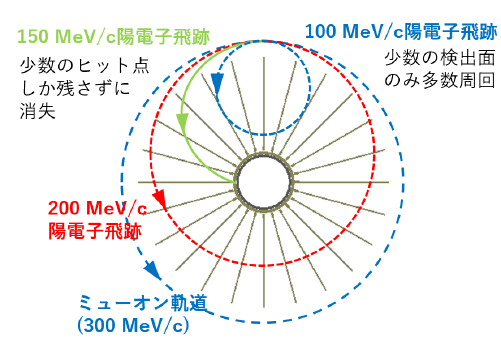 150 MeV/c陽電子飛跡
少数のヒット点
しか残さずに
消失
100 MeV/c陽電子飛跡
少数の検出面
のみ多数周回
200 MeV/c
陽電子飛跡
ミューオン軌道
(300 MeV/c)